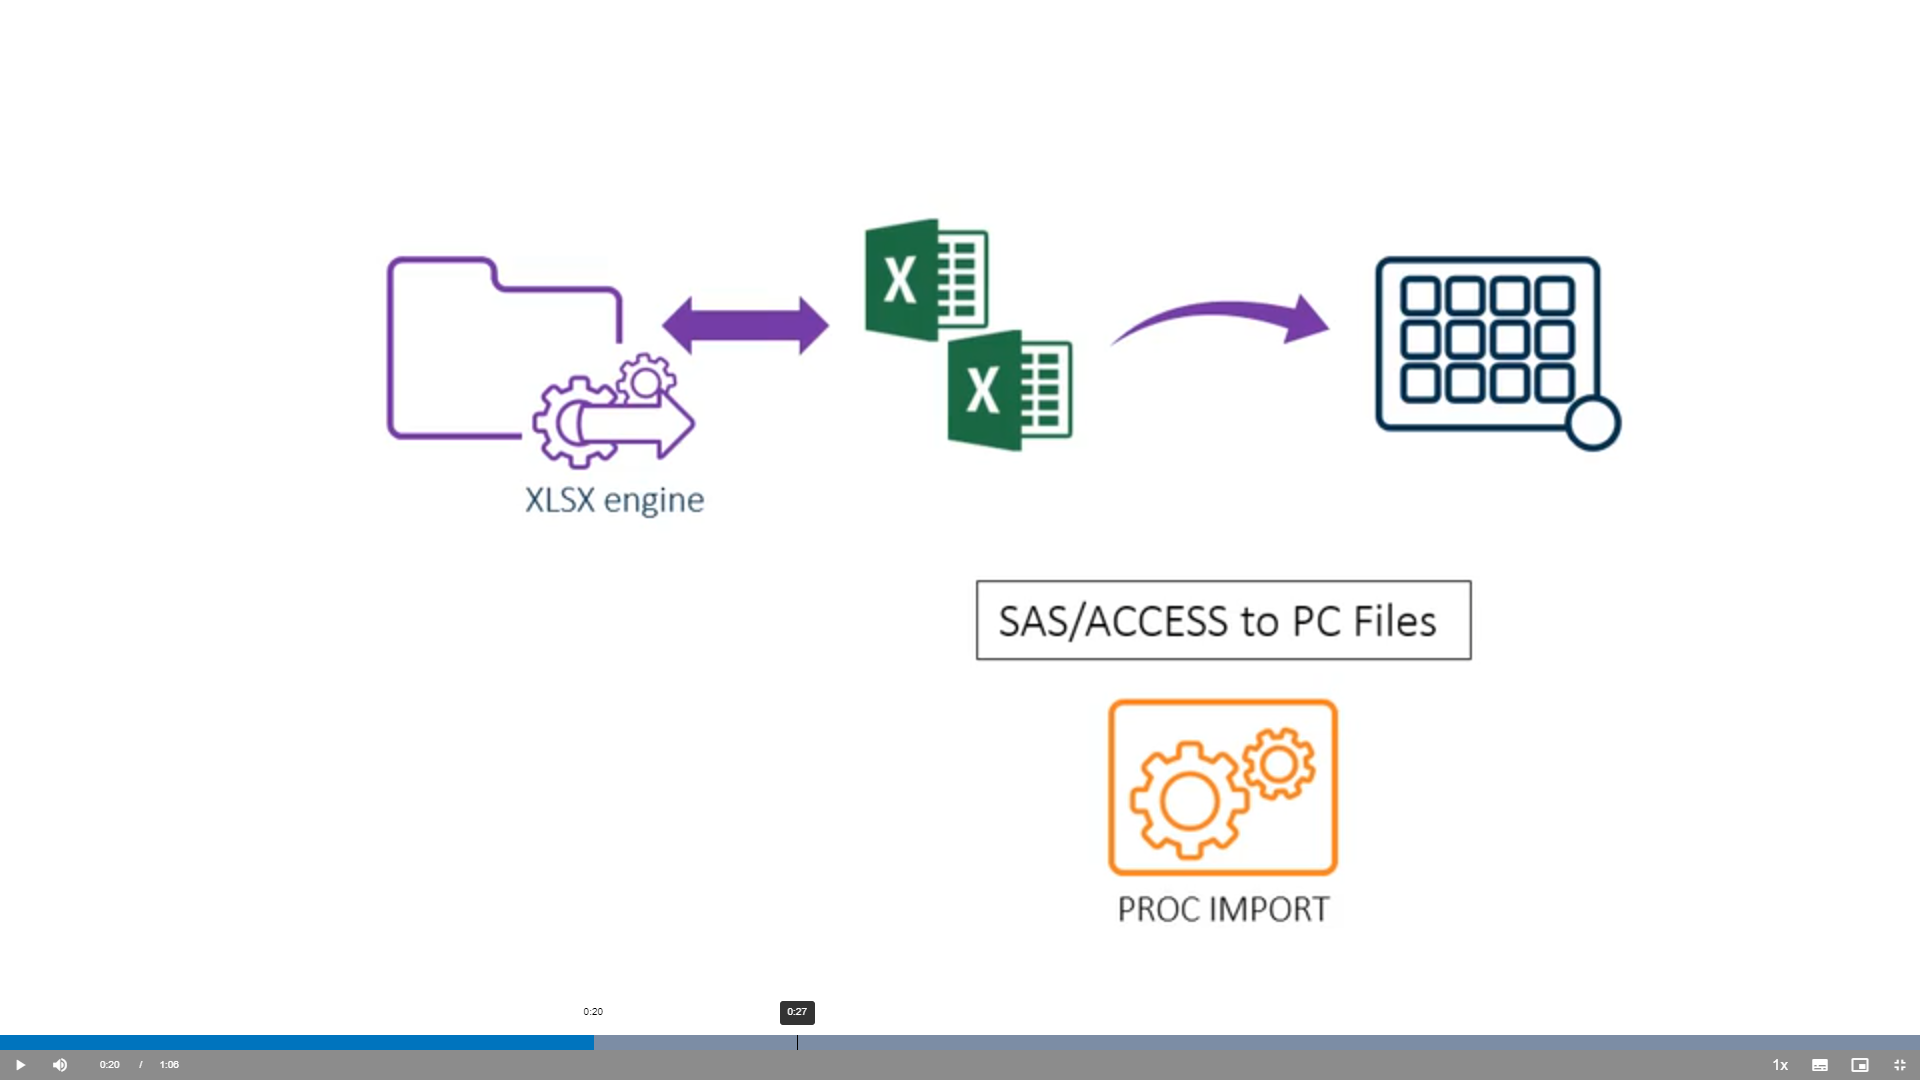 X
X
XLSX engine
SAS/ACCESS to PC Files
PROC IMPORT
0:20
0:27
0:20 / 1:06
1x